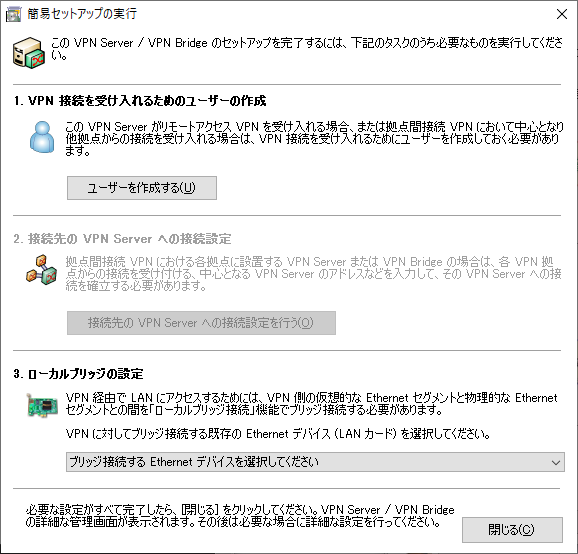 簡易セットアップの実行
この VPN Server / VPN Bridge のセットアップを完了するには、下記のタスクのうち必要なものを実行してくださ
い。
1. VPN 接続を受け入れるためのユーザーの作成
この VPN Server がリモートアクセス VPN を受け入れる場合、または拠点間接続 VPN において中心となり
他拠点からの接続を受け入れる場合は、VPN 接続を受け入れるためにユーザーを作成しておく必要があり
ます。
ユーザーを作成する(U)
2. 接続先の VPN Server への接続設定
拠点間接続 VPN における各拠点に設置する VPN Server または VPN Bridge の場合は、各 VPN 拠
点からの接続を受け付ける、中心となる VPN Server のアドレスなどを入力して、その VPN Server への接
続を確立する必要があります。
接続先の VPN Server への接続設定を行う(O)
3. ローカルブリッジの設定
VPN 経由で LAN にアクセスするためには、VPN 側の仮想的な Ethernet セグメントと物理的な Ethernet
セグメントとの間を「ローカルブリッジ接続」機能でブリッジ接続する必要があります。
VPN に対してブリッジ接続する既存の Ethernet デバイス (LAN カード) を選択してください。
ブリッジ接続する Ethernet デバイスを選択してください
必要な設定がすべて完了したら、[閉じる] をクリックしてください。VPN Server / VPN Bridge
の詳細な管理画面が表示されます。その後は必要な場合に詳細な設定を行ってください。
閉じる(C)